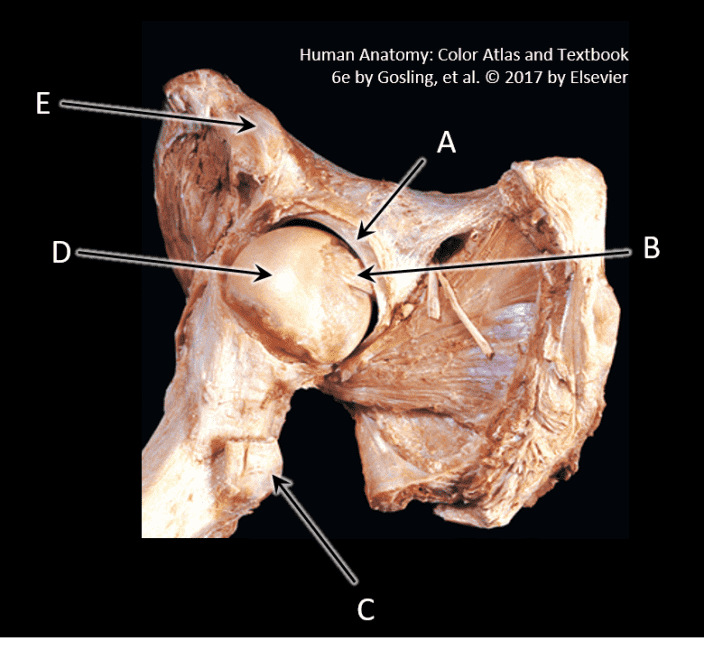 Human Anatomy: Color Atlas and Textbook
6e by Gosling, et al. © 2017 by Elsevier
E
A
D
B
C